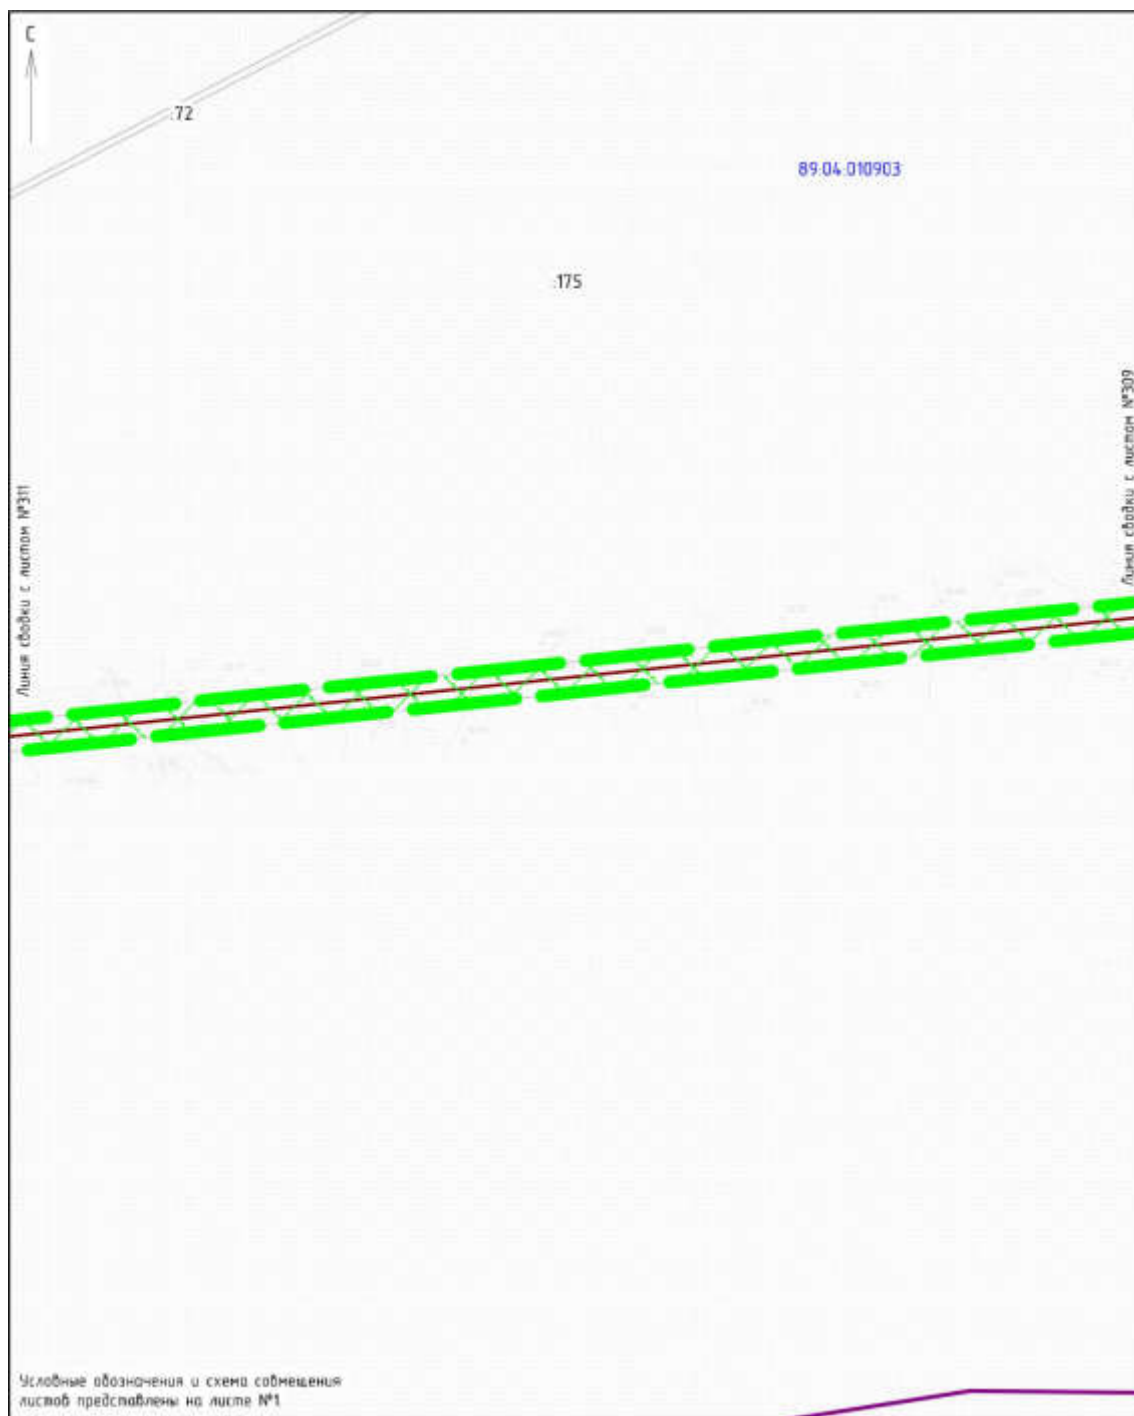 С
:72
89:04:010903
:175
Линия сводки с листом №309
Линия сводки с листом №311
Условные обозначения и схема совмещения
листов представлены на листе №1